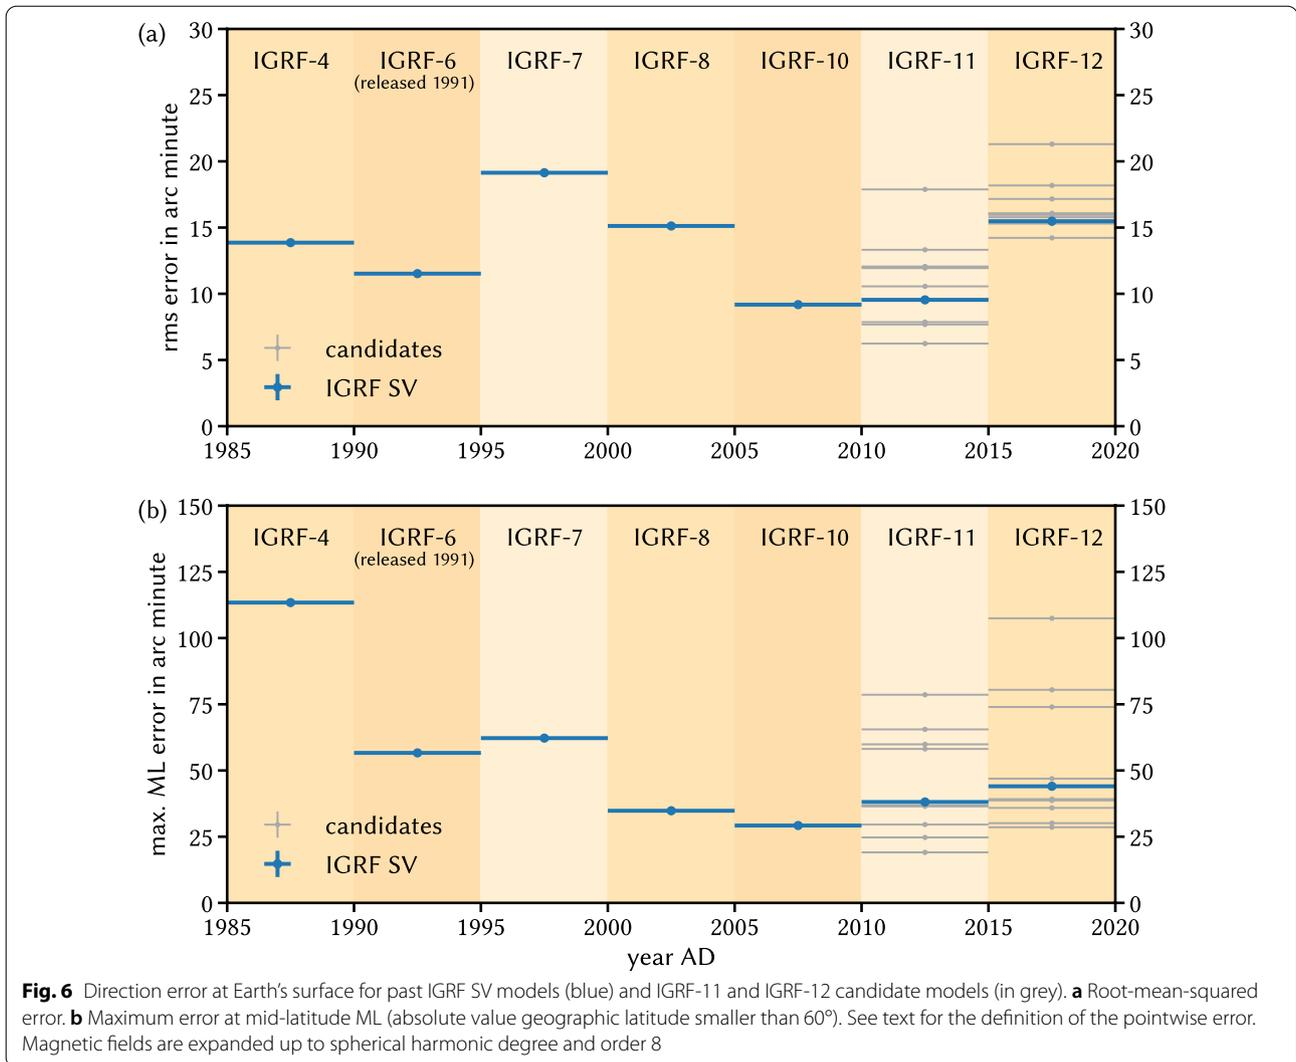 (a)
30
25
20
15
10
5
0
rms error in arc minute
IGRF-4
IGRF-6
(released 1991)
IGRF-7
IGRF-8
IGRF-10
IGRF-11
IGRF-12
candidates
IGRF SV
30
25
20
15
10
5
0
1985 1990 1995 2000 2005 2010 2015 2020
(b)
150
125
100
75
50
25
0
max. ML error in arc minute
IGRF-4
IGRF-6
(released 1991)
IGRF-7
IGRF-8
IGRF-10
IGRF-11
IGRF-12
candidates
IGRF SV
150
125
100
75
50
25
0
1985 1990 1995 2000 2005 2010 2015 2020
year AD
Fig. 6 Direction error at Earth's surface for past IGRF SV models (blue) and IGRF-11 and IGRF-12 candidate models (in grey). a Root-mean-squared
error. b Maximum error at mid-latitude ML (absolute value geographic latitude smaller than 60°). See text for the definition of the pointwise error.
Magnetic fields are expanded up to spherical harmonic degree and order 8